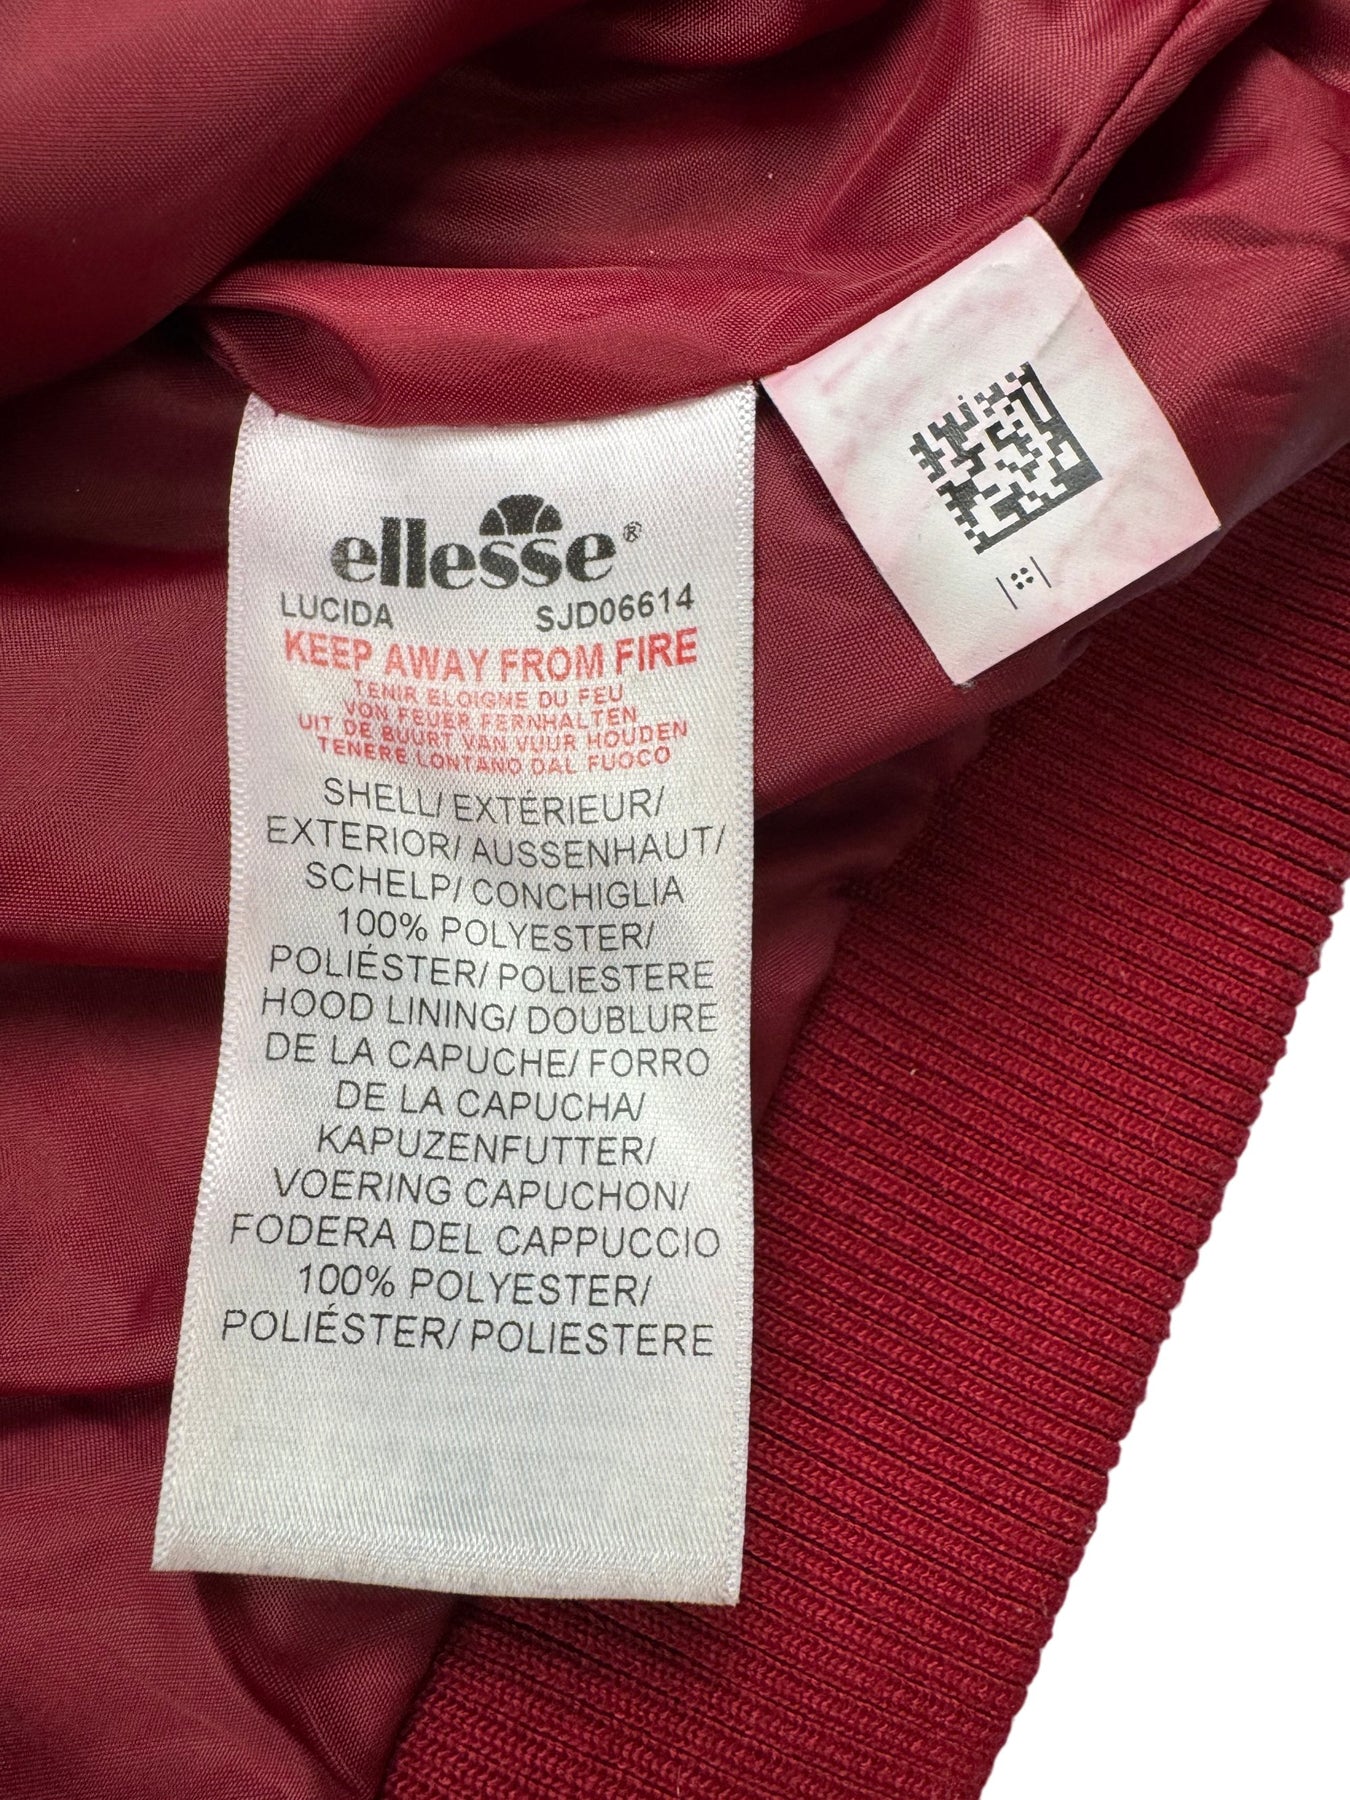 ellesse®
LUCIDA SJD06614
KEEP AWAY FROM FIRE
TENIR ELOIGNE DU FEU
VON FEUER FERNHALTEN
UIT DE BUURT VAN VUUR HOUDEN
TENERE LONTANO DAL FUOCO
SHELL/ EXTÉRIEUR/
EXTERIOR/ AUSSENHAUT/
SCHELP/ CONCHIGLIA
100% POLYESTER/
POLIÉSTER/ POLIESTERE
HOOD LINING/ DOUBLURE
DE LA CAPUCHE/ FORRO
DE LA CAPUCHA/
KAPUZENFUTTER/
VOERING CAPUCHON/
FODERA DEL CAPPUCCIO
100% POLYESTER/
POLIÉSTER/ POLIESTERE